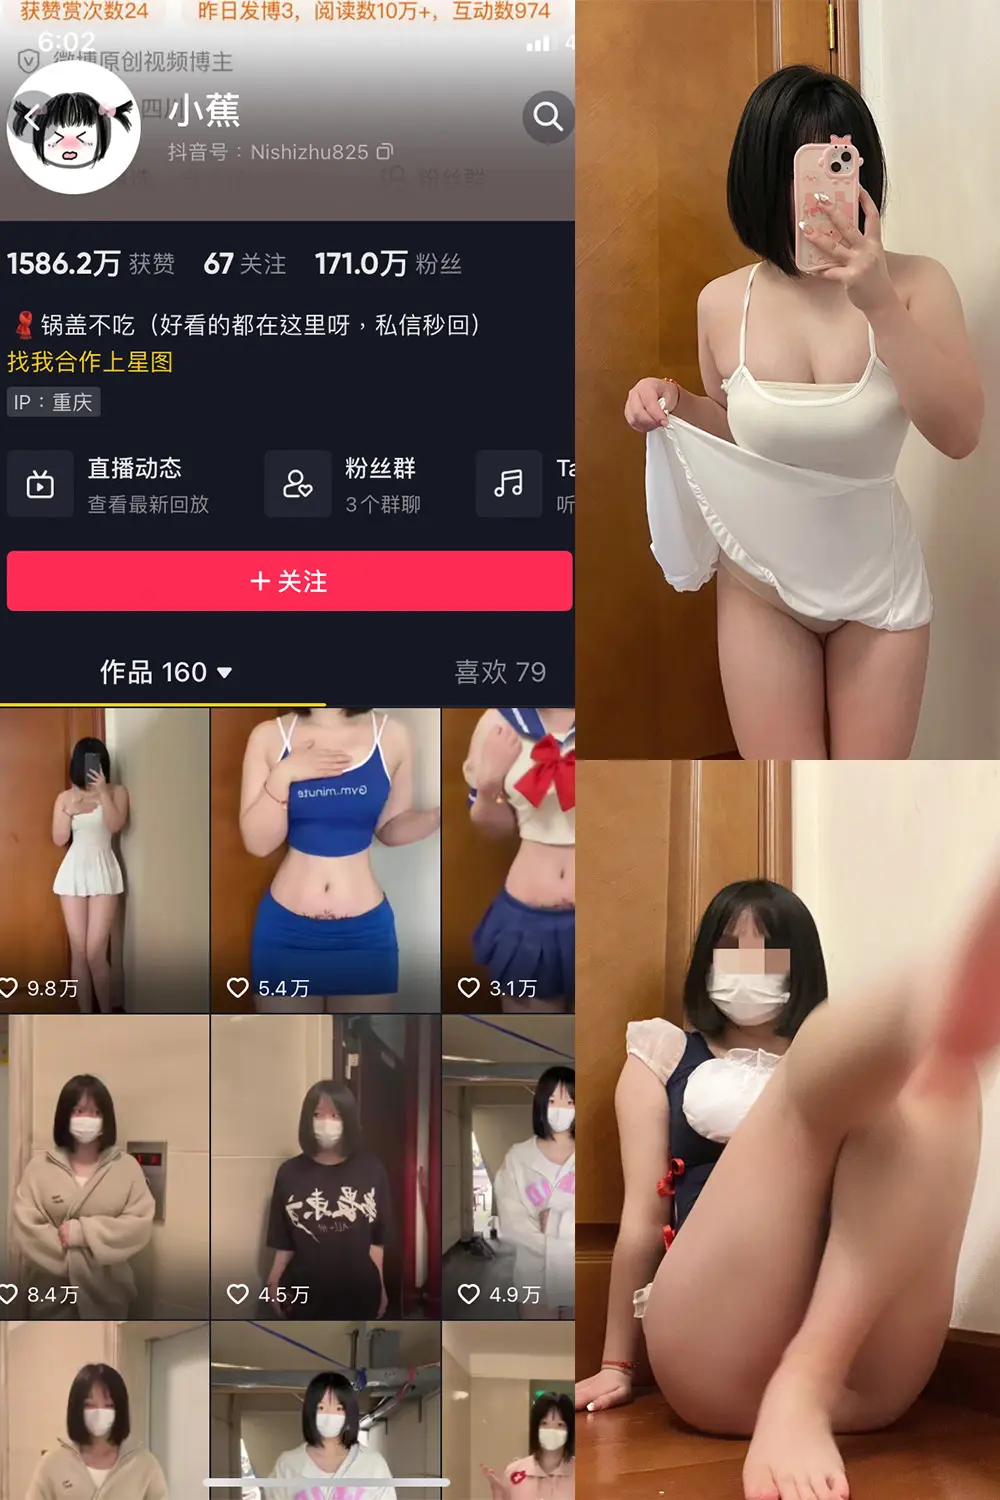 获赞赏次数24 昨日发博3，阅读数10万+，互动数974
6:02
微博原创视频博主
四川
小蕉
抖音号：Nishizhu825
粉丝群
1586.2万 获赞 67 关注 171.0万 粉丝
锅盖不吃（好看的都在这里呀，私信秒回）
找我合作上星图
IP：重庆
直播动态 粉丝群 Ta
查看最新回放 3个群聊 听
+ 关注
作品 160 喜欢 79
Gym.minute
9.8万 5.4万 3.1万
8.4万 4.5万 4.9万